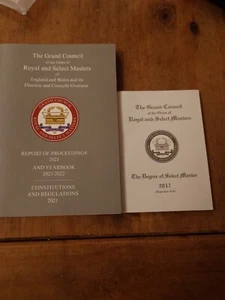 The Grand Council
of the Order of
Royal and Select Masters
of
England and Wales and its
Districts and Councils Overseas
REPORT OF PROCEEDINGS
2021
AND YEARBOOK
2021/2022
CONSTITUTIONS
AND REGULATIONS
2021
The Grand Council
of the Order of
Royal and Select Masters
The Degree of Select Master
2017